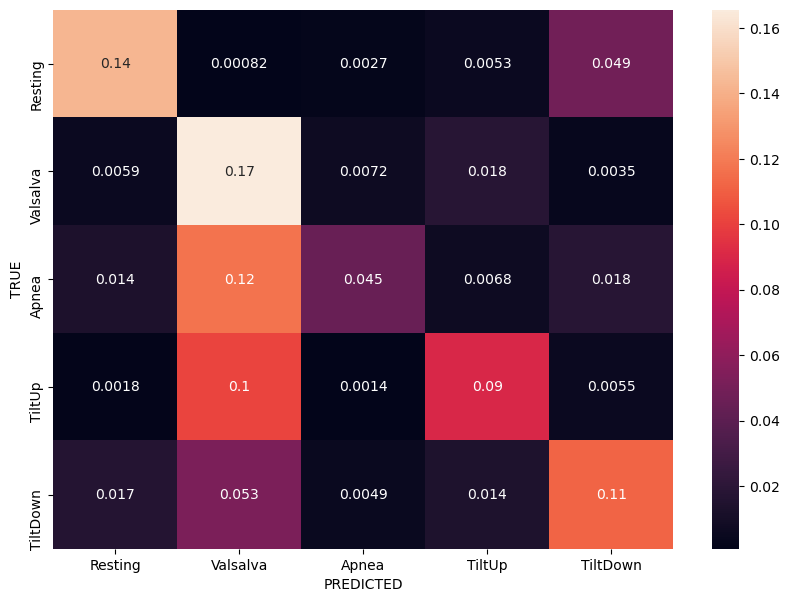 Resting 0.14 0.00082 0.0027 0.0053 0.049
Valsalva 0.0059 0.17 0.0072 0.018 0.0035
TRUE
Apnea 0.014 0.12 0.045 0.0068 0.018
TiltUp 0.0018 0.1 0.0014 0.09 0.0055
TiltDown 0.017 0.053 0.0049 0.014 0.11
Resting Valsalva Apnea TiltUp TiltDown
PREDICTED
0.16
0.14
0.12
0.10
0.08
0.06
0.04
0.02